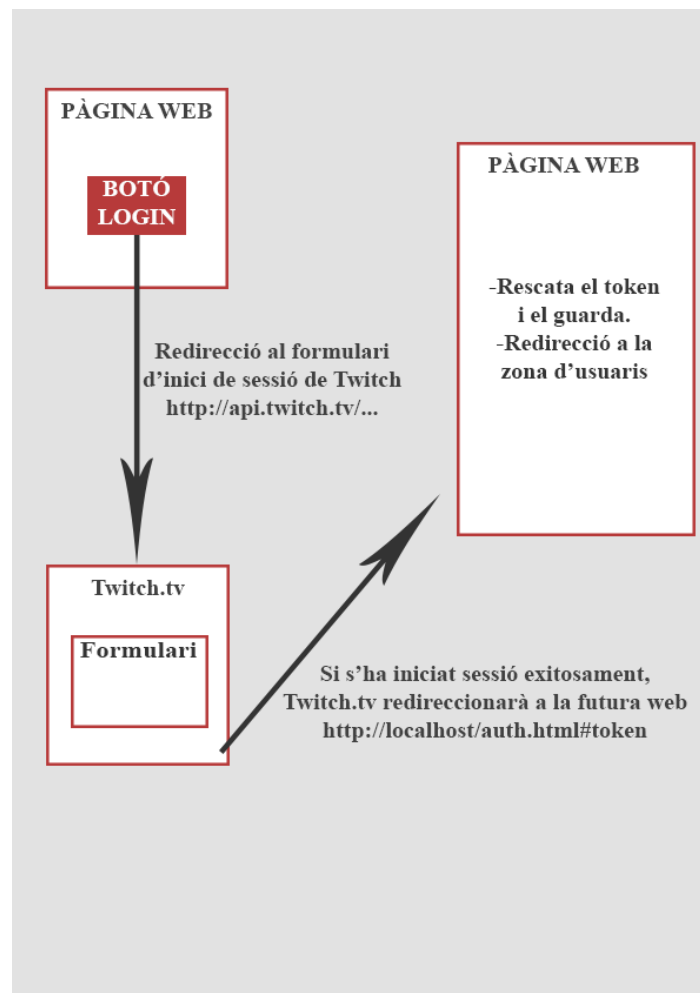 PÀGINA WEB
BOTÓ
LOGIN
Redirecció al formulari
d'inici de sessió de Twitch
http://api.twitch.tv/...
Twitch.tv
Formulari
Si s'ha iniciat sessió exitosament,
Twitch.tv redireccionarà a la futura web
http://localhost/auth.html#token
PÀGINA WEB
-Rescata el token
i el guarda.
-Redirecció a la
zona d'usuaris